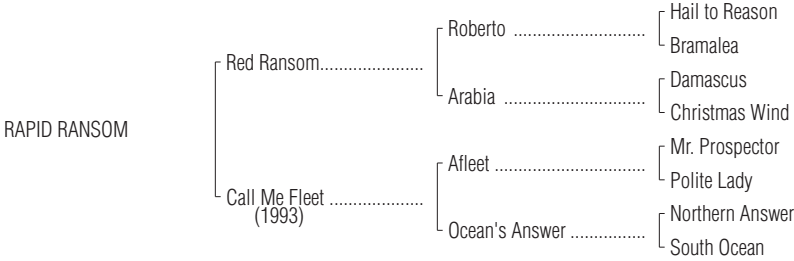 Hail to Reason
Roberto ............................
Bramalea
Red Ransom......................
Damascus
Arabia ..............................
Christmas Wind
RAPID RANSOM
Mr. Prospector
Afleet ................................
Polite Lady
Call Me Fleet ....................
(1993)
Northern Answer
Ocean's Answer ................
South Ocean